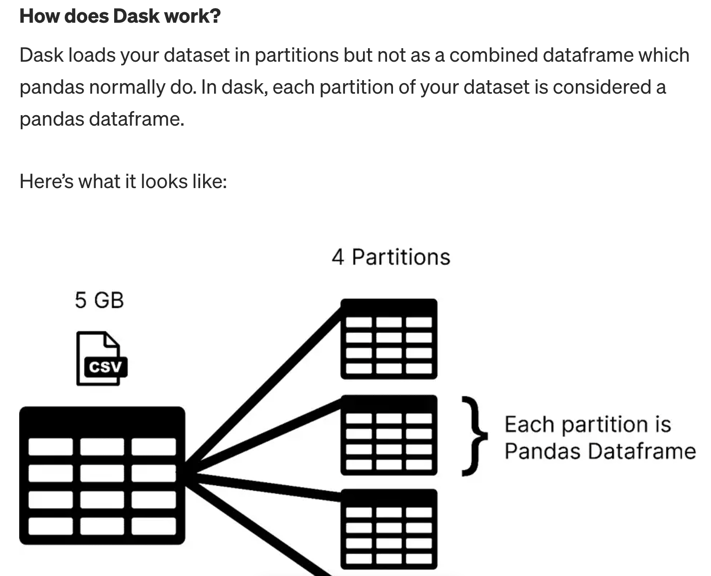 How does Dask work?
Dask loads your dataset in partitions but not as a combined dataframe which
pandas normally do. In dask, each partition of your dataset is considered a
pandas dataframe.
Here’s what it looks like:
4 Partitions
5 GB
CSV
Each partition is
Pandas Dataframe